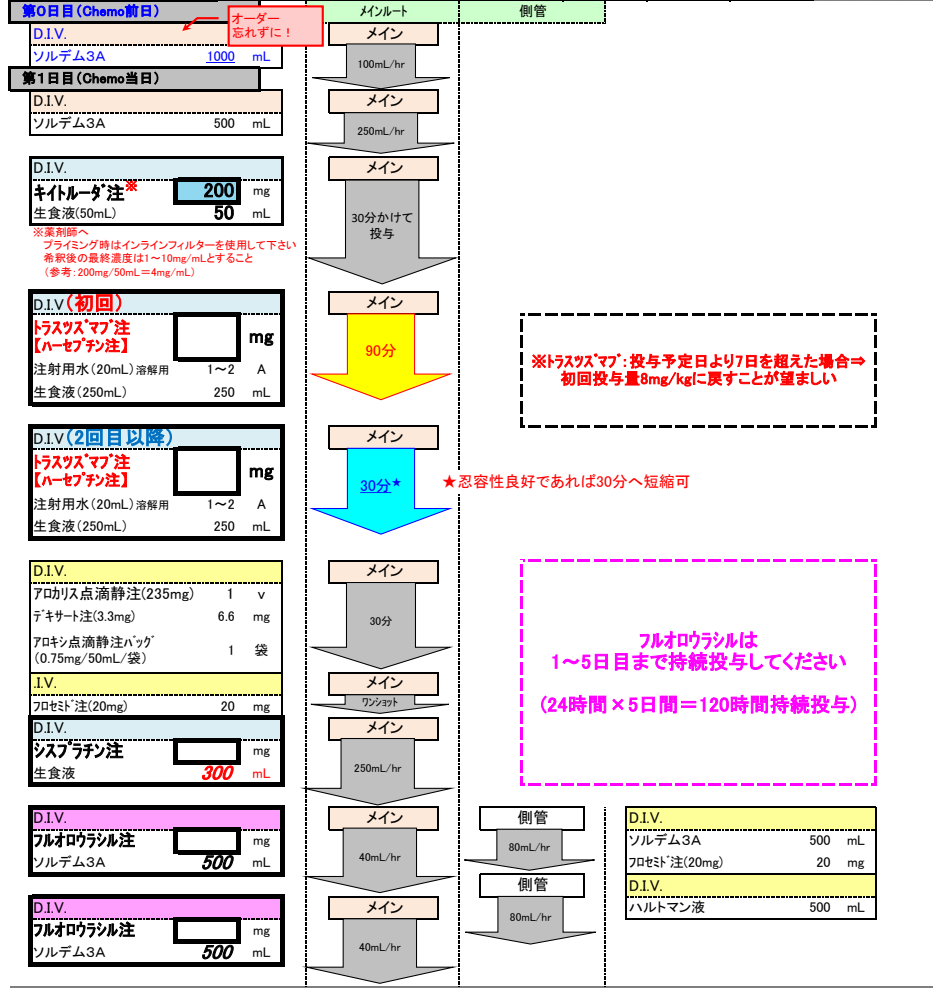 第0日目(Chemo前日)
オーダー
忘れずに！
メインルート
側管
D.I.V.
メイン
ソルデム3A 1000 mL
100mL/hr
第1日目(Chemo当日)
D.I.V.
メイン
ソルデム3A 500 mL
250mL/hr
D.I.V.
メイン
キイトルーダ注※ 200 mg
生食液(50mL) 50 mL
30分かけて
投与
※薬剤師へ
プライミング時はインラインフィルターを使用して下さい
希釈後の最終濃度は1～10mg/mLとすること
(参考:200mg/50mL＝4mg/mL)
D.I.V(初回)
メイン
トラスツズマブ注
【ハーセプチン注】 mg
90分
注射用水(20mL)溶解用 1～2 A
生食液(250mL) 250 mL
※トラスツズマブ:投与予定日より7日を超えた場合⇒
初回投与量8mg/kgに戻すことが望ましい
D.I.V(2回目以降)
メイン
トラスツズマブ注
【ハーセプチン注】 mg
30分★
★忍容性良好であれば30分へ短縮可
注射用水(20mL)溶解用 1～2 A
生食液(250mL) 250 mL
D.I.V.
メイン
アロカリス点滴静注(235mg) 1 v
デキサート注(3.3mg) 6.6 mg
30分
アロキシ点滴静注バッグ
(0.75mg/50mL/袋) 1 袋
.I.V.
メイン
フロセミド注(20mg) 20 mg
ワンショット
フルオロウラシルは
1～5日目まで持続投与してください
(24時間×5日間＝120時間持続投与)
D.I.V.
メイン
シスプラチン注 mg
生食液 300 mL
250mL/hr
D.I.V.
メイン
側管
D.I.V.
フルオロウラシル注 mg
ソルデム3A 500 mL
40mL/hr
80mL/hr
ソルデム3A 500 mL
フロセミド注(20mg) 20 mg
側管
D.I.V.
D.I.V.
メイン
ハルトマン液 500 mL
80mL/hr
フルオロウラシル注 mg
ソルデム3A 500 mL
40mL/hr